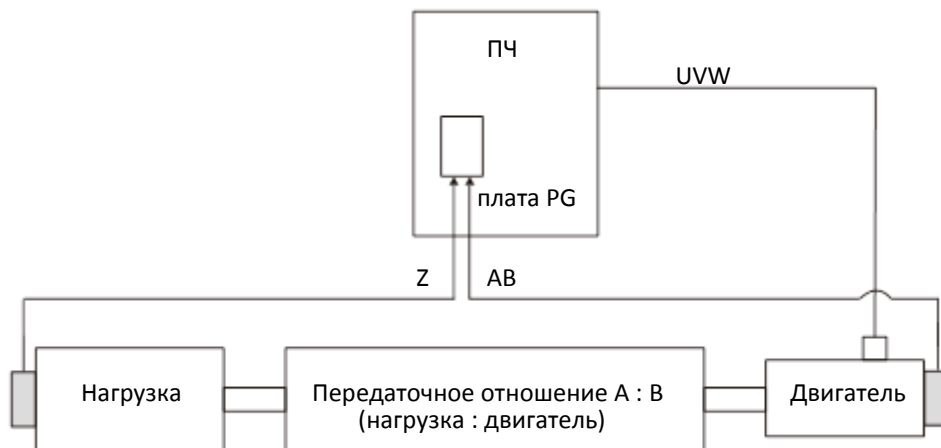 ПЧ
UVW
плата PG
Z
AB
Нагрузка
Передаточное отношение A : B
(нагрузка : двигатель)
Двигатель